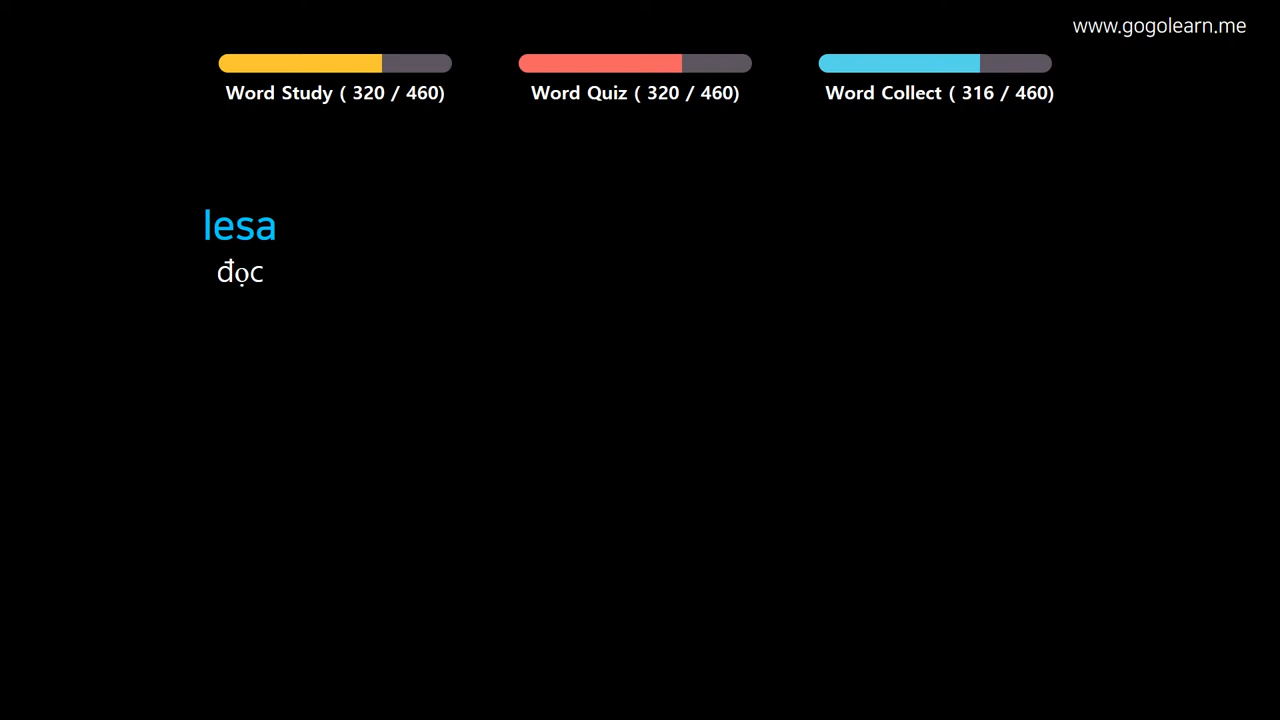 www.gogolearn.me
Word Study ( 320 / 460)
Word Quiz ( 320 / 460)
Word Collect ( 316 / 460)
lesa
đọc